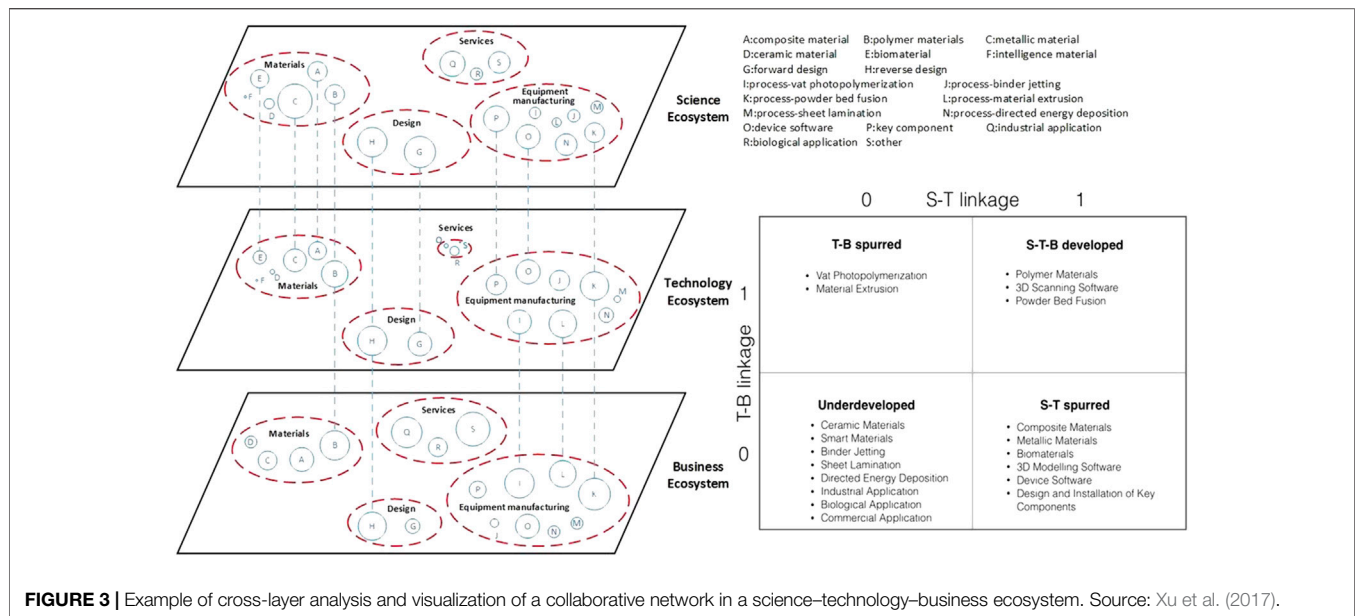 Services
Q
S
R
Materials
E
A
F
C
B
D
Equipment
manufacturing
P
I
J
M
L
O
N
K
Design
H
G
Science
Ecosystem
Services
Q
S
R
E
C
A
F
B
Materials
O
P
J
K
M
Equipment manufacturing
N
I
L
Design
H
G
Technology
Ecosystem
Services
Q
S
R
Materials
D
C
A
B
P
I
L
K
Equipment manufacturing
J
O
N
M
Design
H
G
Business
Ecosystem
A:composite material B:polymer materials C:metallic material
D:ceramic material E:biomaterial F:intelligence material
G:forward design H:reverse design
I:process-vat photopolymerization J:process-binder jetting
K:process-powder bed fusion L:process-material extrusion
M:process-sheet lamination N:process-directed energy deposition
O:device software P:key component Q:industrial application
R:biological application S:other
0 S-T linkage 1
T-B linkage
1
0
T-B spurred
• Vat Photopolymerization
• Material Extrusion
S-T-B developed
• Polymer Materials
• 3D Scanning Software
• Powder Bed Fusion
Underdeveloped
• Ceramic Materials
• Smart Materials
• Binder Jetting
• Sheet Lamination
• Directed Energy Deposition
• Industrial Application
• Biological Application
• Commercial Application
S-T spurred
• Composite Materials
• Metallic Materials
• Biomaterials
• 3D Modelling Software
• Device Software
• Design and Installation of Key
Components
FIGURE 3 | Example of cross-layer analysis and visualization of a collaborative network in a science–technology–business ecosystem. Source: Xu et al. (2017).